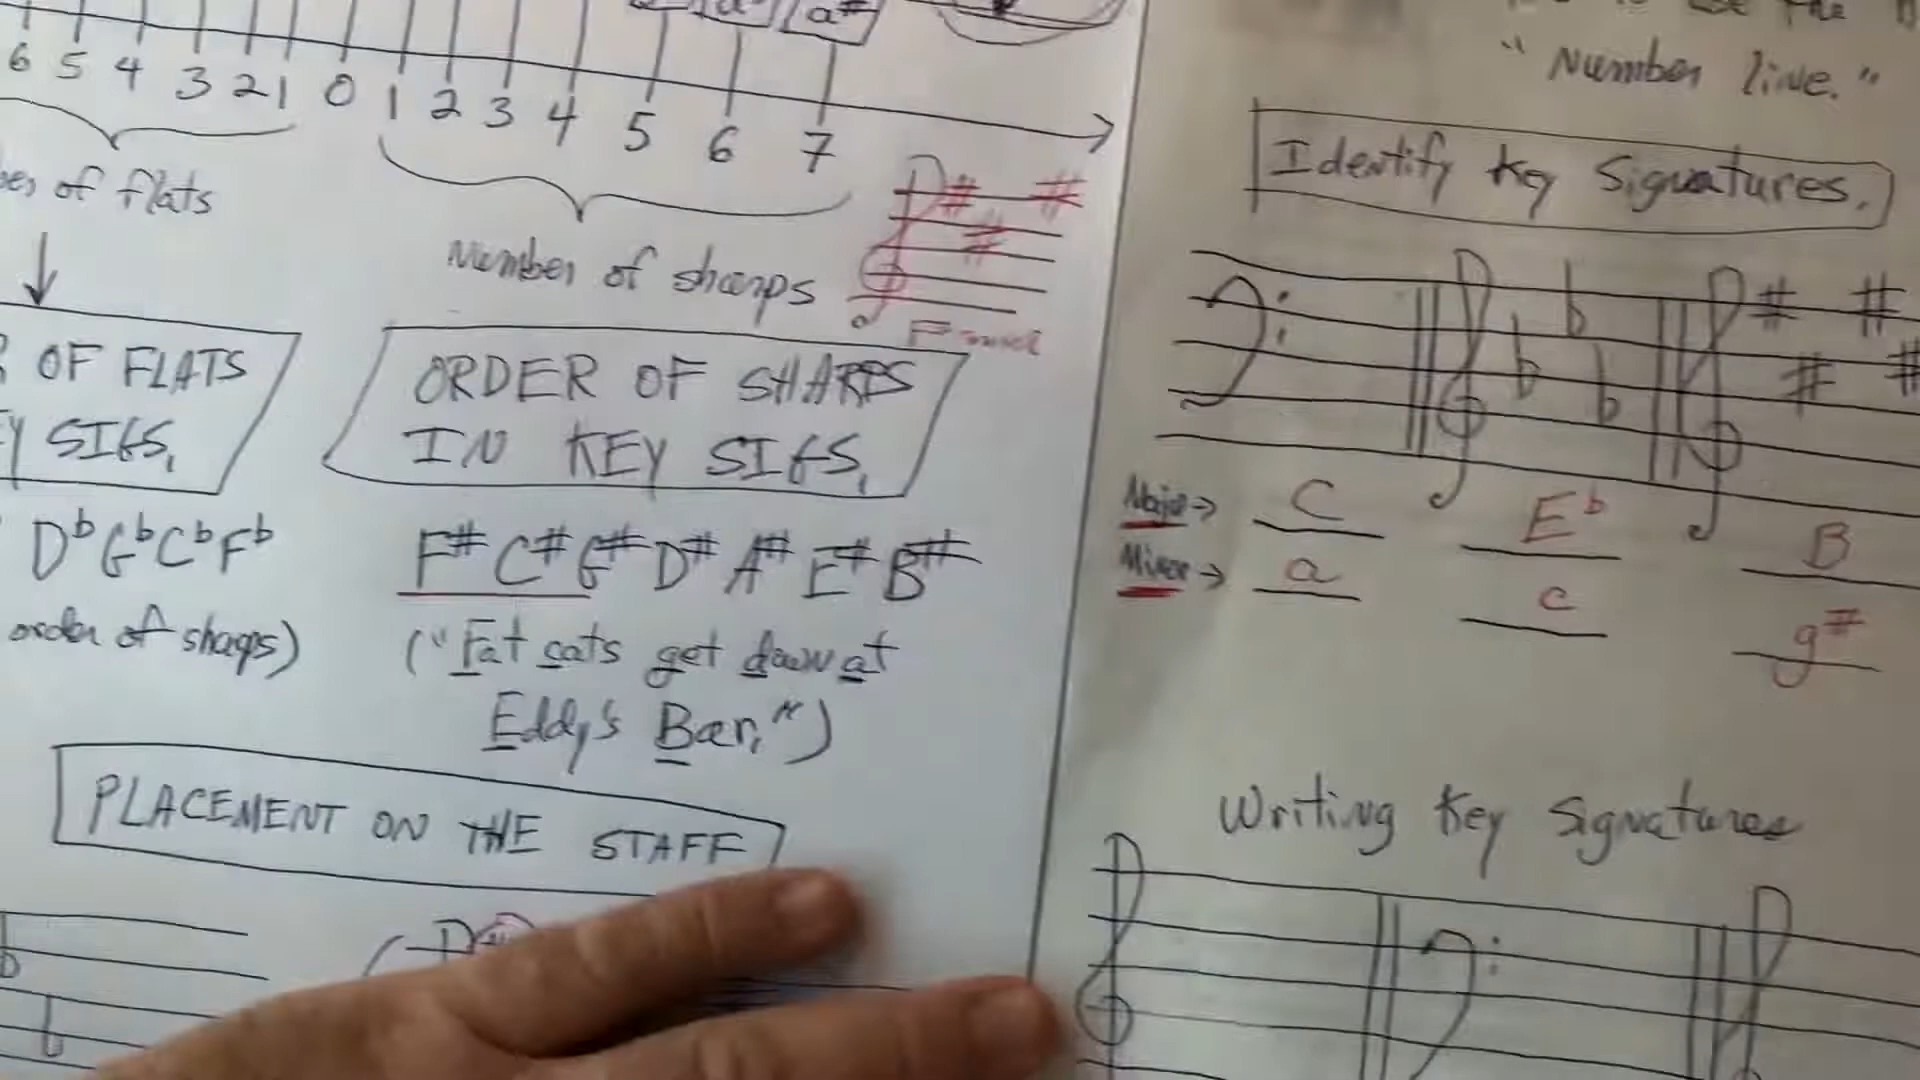 a#
6 5 4 3 2 1 0 1 2 3 4 5 6 7
of flats
Number of sharps
OF FLATS
SIGS,
D♭ G♭ C♭ F♭
order of sharps)
ORDER OF SHARPS
IN KEY SIGS,
F# C# G# D# A# E# B#
("Fat cats get down at
Eddy's Bar,")
PLACEMENT ON THE STAFF
the
"Number line."
Identify Key Signatures.
Major→ C E♭ B
Minor→ a c g#
Writing Key Signatures